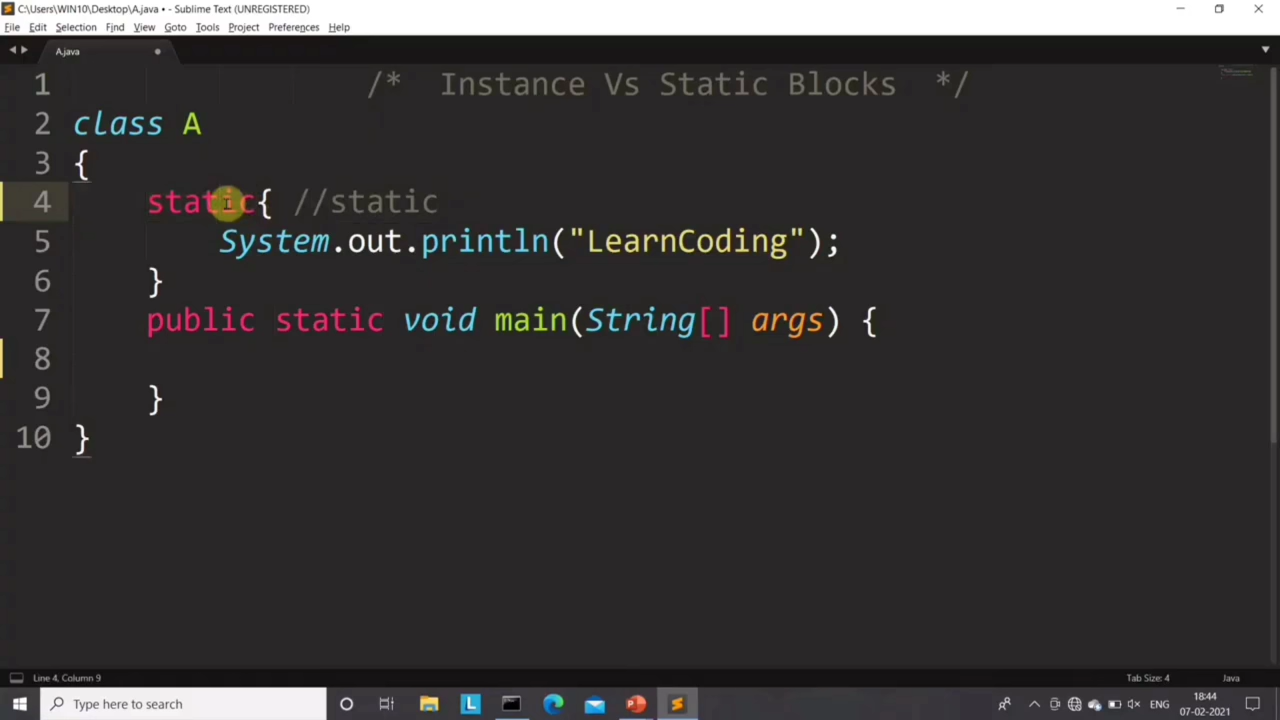 C:\Users\WIN10\Desktop\A.java • - Sublime Text (UNREGISTERED)
File Edit Selection Find View Goto Tools Project Preferences Help
A.java
1 /* Instance Vs Static Blocks */
2 class A
3 {
4 static{ //static
5 System.out.println("LearnCoding");
6 }
7 public static void main(String[] args) {
8
9 }
10 }
Line 4, Column 9 Tab Size: 4 Java
Type here to search ENG 18:44
07-02-2021